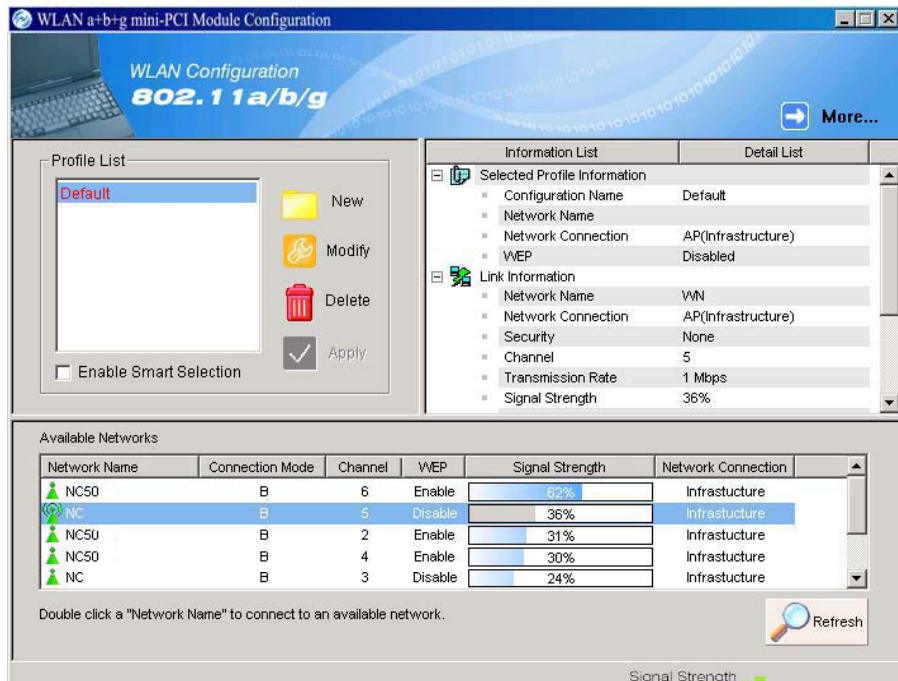 WLAN a+b+g mini-PCI Module Configuration
WLAN Configuration
802.11a/b/g
More...
Profile List
Default
New
Modify
Delete
Apply
Enable Smart Selection
Information List Detail List
Selected Profile Information
Configuration Name Default
Network Name
Network Connection AP(Infrastructure)
WEP Disabled
Link Information
Network Name WN
Network Connection AP(Infrastructure)
Security None
Channel 5
Transmission Rate 1 Mbps
Signal Strength 36%
Available Networks
Network Name Connection Mode Channel WEP Signal Strength Network Connection
NC50 B 6 Enable 62% Infrastucture
NC B 5 Disable 36% Infrastucture
NC50 B 2 Enable 31% Infrastucture
NC50 B 4 Enable 30% Infrastucture
NC B 3 Disable 24% Infrastucture
Double click a "Network Name" to connect to an available network.
Refresh
Signal Strength